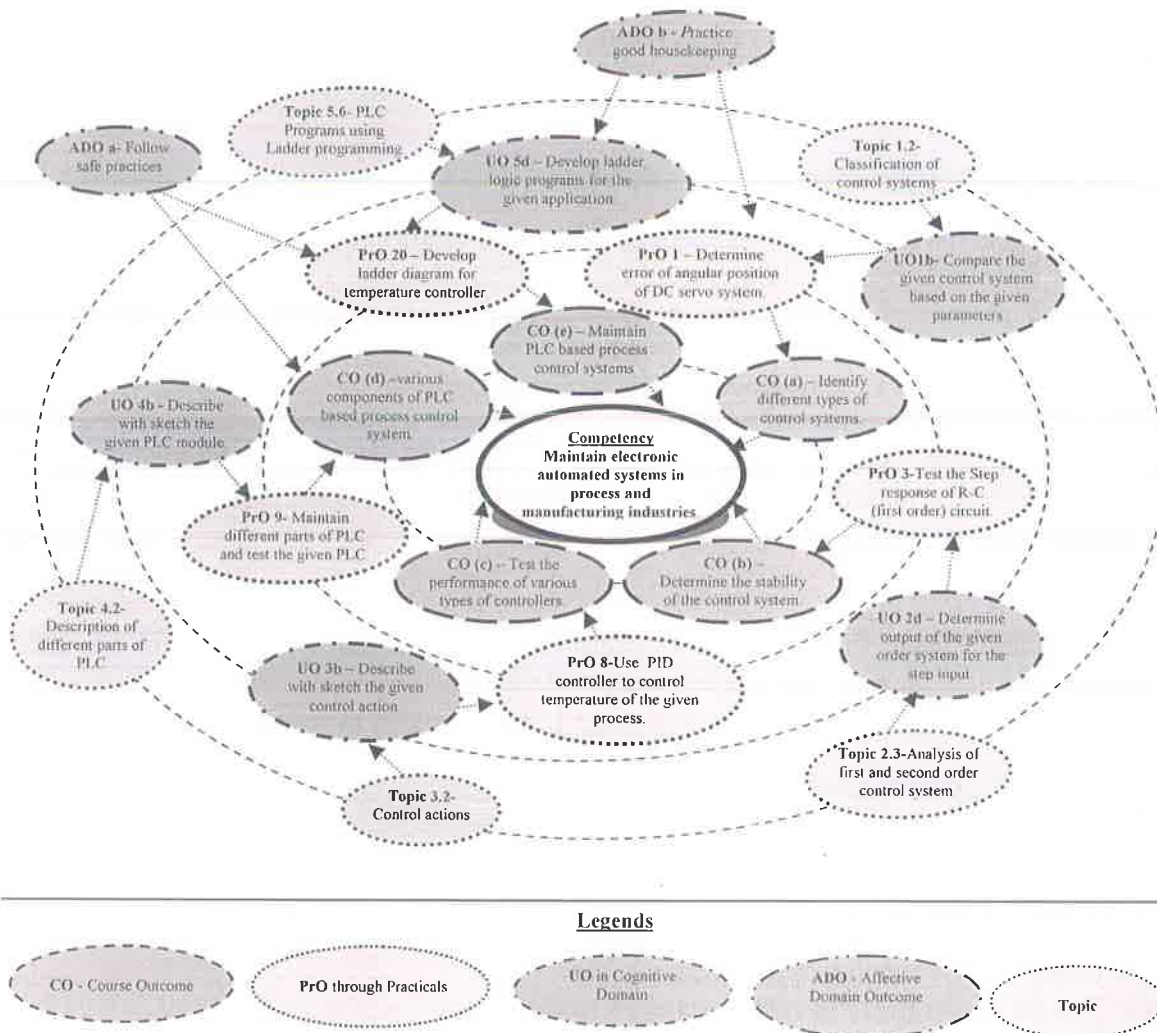 ADO b - Practice
good housekeeping
Topic 5.6- PLC
Programs using
Ladder programming
ADO a- Follow
safe practices
Topic 1.2-
Classification of
control systems
UO 5d – Develop ladder
logic programs for the
given application
PrO 20 – Develop
ladder diagram for
temperature controller
PrO 1 – Determine
error of angular position
of DC servo system.
UO1b- Compare the
given control system
based on the given
parameters
CO (e) – Maintain
PLC based process
control systems
CO (d) –various
components of PLC
based process control
system.
CO (a) – Identify
different types of
control systems.
UO 4b - Describe
with sketch the
given PLC module
Competency
Maintain electronic
automated systems in
process and
manufacturing industries
PrO 3-Test the Step
response of R-C
(first order) circuit.
PrO 9- Maintain
different parts of PLC
and test the given PLC
CO (c) – Test the
performance of various
types of controllers.
CO (b) –
Determine the stability
of the control system.
Topic 4.2-
Description of
different parts of
PLC
UO 2d – Determine
output of the given
order system for the
step input
UO 3b – Describe
with sketch the given
control action
PrO 8-Use PID
controller to control
temperature of the given
process.
Topic 2.3-Analysis of
first and second order
control system
Topic 3.2-
Control actions
Legends
CO - Course Outcome
PrO through Practicals
UO in Cognitive
Domain
ADO - Affective
Domain Outcome
Topic